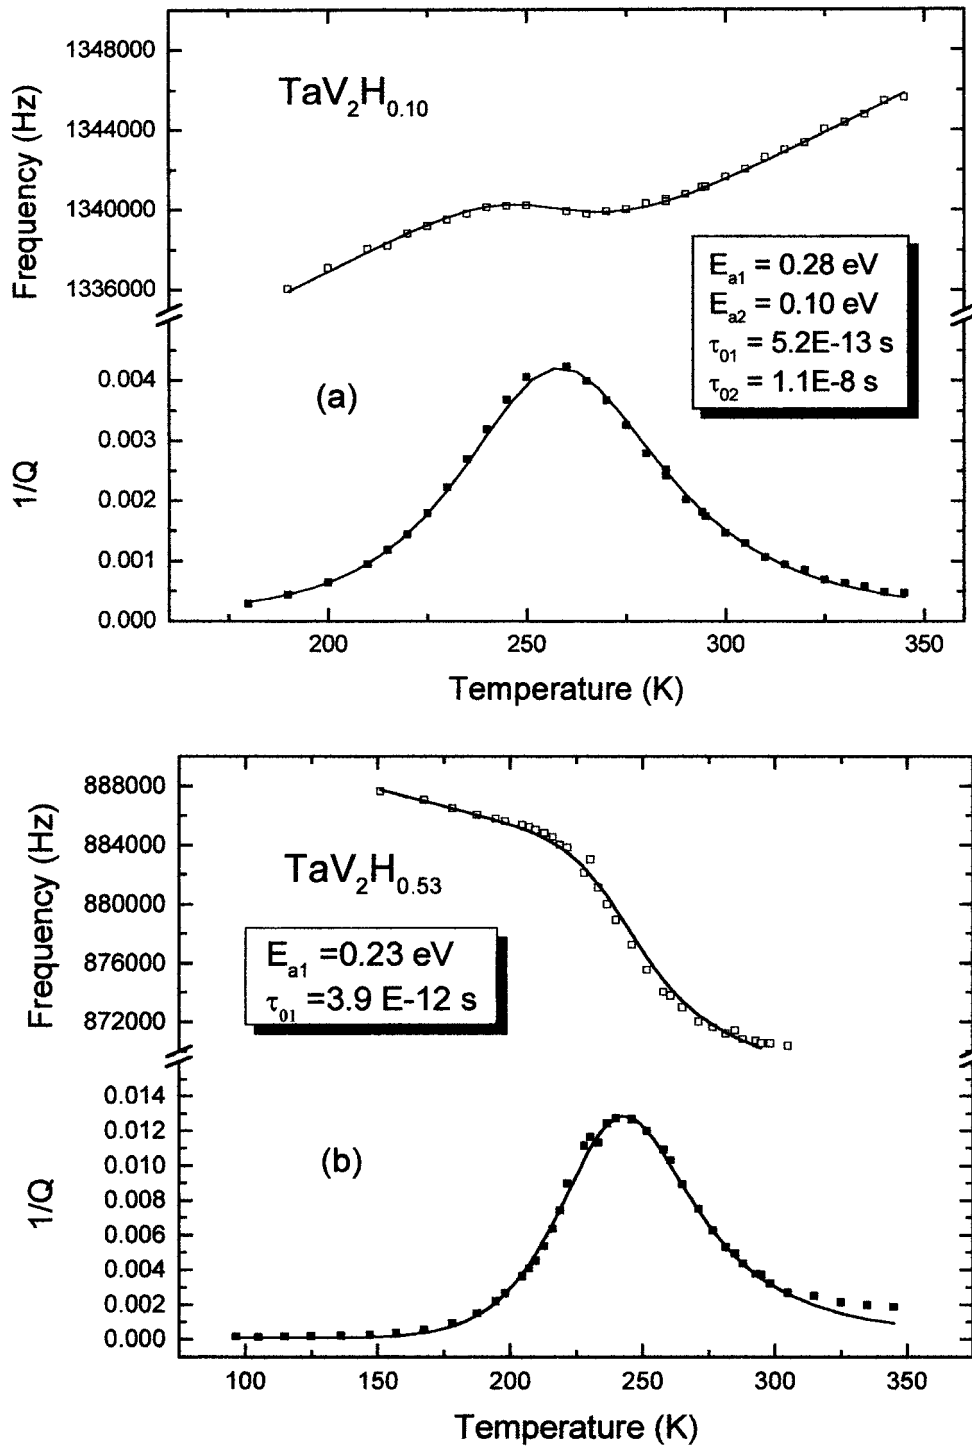 1348000
1344000
1340000
1336000
Frequency (Hz)
TaV₂H₀.₁₀
Eₐ₁ = 0.28 eV
Eₐ₂ = 0.10 eV
τ₀₁ = 5.2E-13 s
τ₀₂ = 1.1E-8 s
(a)
0.004
0.003
0.002
0.001
0.000
1/Q
200 250 300 350
Temperature (K)
888000
884000
880000
876000
872000
Frequency (Hz)
TaV₂H₀.₅₃
Eₐ₁ =0.23 eV
τ₀₁ =3.9 E-12 s
(b)
0.014
0.012
0.010
0.008
0.006
0.004
0.002
0.000
1/Q
100 150 200 250 300 350
Temperature (K)